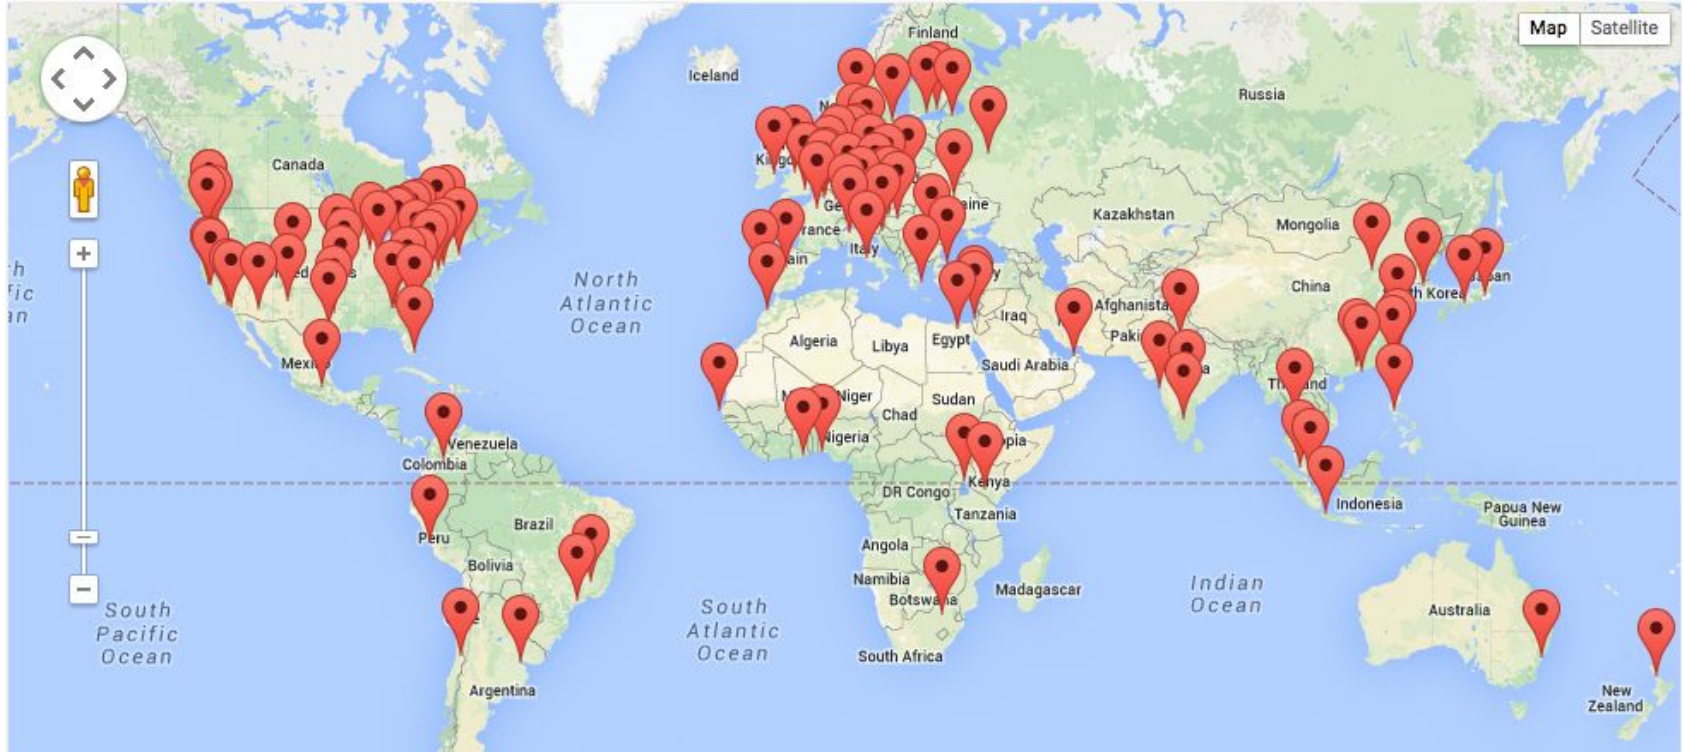 Map Satellite
Finland
Iceland
Russia
Canada
Kazakhstan
Mongolia
Italy
North
Atlantic
Ocean
China
Afghanista
Iraq
Algeria
Libya
Egypt
Saudi Arabia
Niger
Sudan
Chad
Nigeria
Venezuela
Colombia
DR Congo
Kenya
Indonesia
Papua New
Guinea
Tanzania
Brazil
Peru
Angola
Bolivia
Namibia
Madagascar
Indian
Ocean
Botswana
Australia
South
Pacific
Ocean
South
Atlantic
Ocean
South Africa
Argentina
New
Zealand